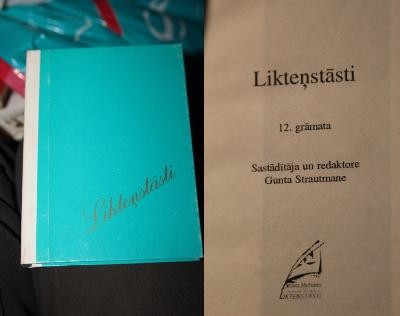 Likteņstāsti
Likteņstāsti
12. grāmata
Sastādītāja un redaktore
Gunta Strautmane
LIKTEŅSTĀSTI